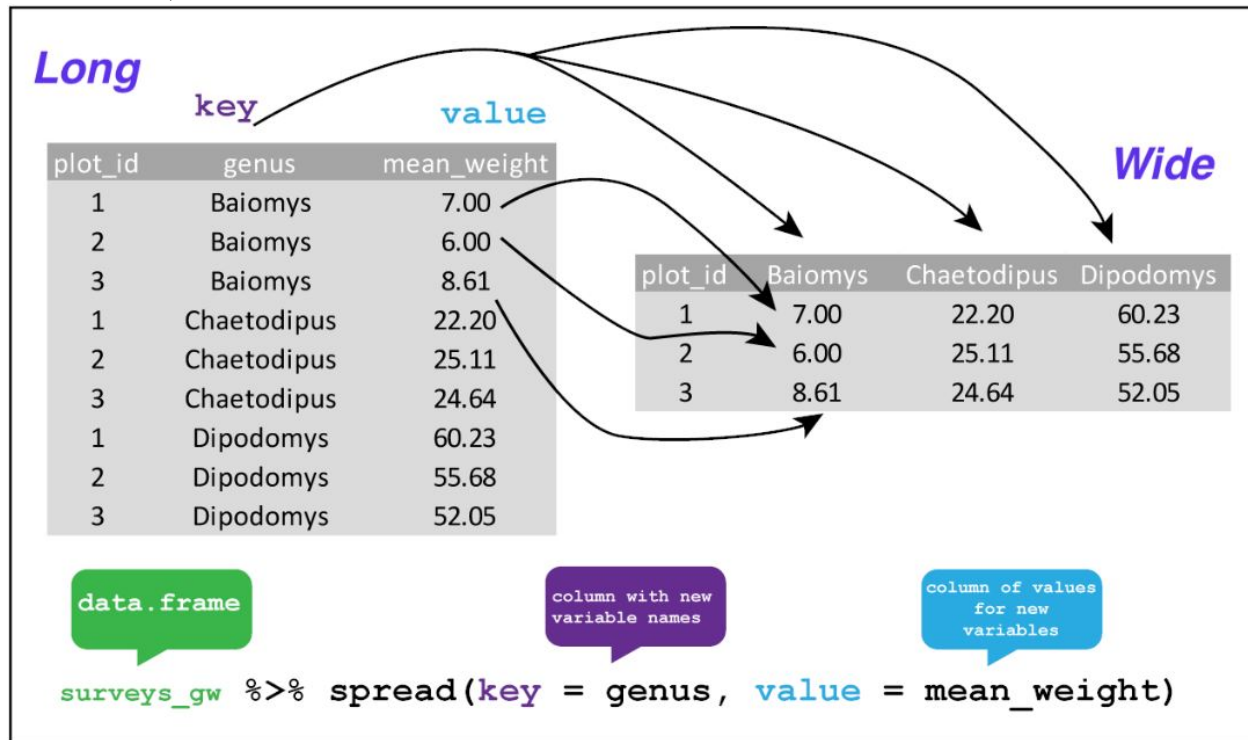 Long
key value
plot_id genus mean_weight
1 Baiomys 7.00
2 Baiomys 6.00
3 Baiomys 8.61
1 Chaetodipus 22.20
2 Chaetodipus 25.11
3 Chaetodipus 24.64
1 Dipodomys 60.23
2 Dipodomys 55.68
3 Dipodomys 52.05
Wide
plot_id Baiomys Chaetodipus Dipodomys
1 7.00 22.20 60.23
2 6.00 25.11 55.68
3 8.61 24.64 52.05
data.frame
column with new
variable names
column of values
for new
variables
surveys_gw %>% spread(key = genus, value = mean_weight)